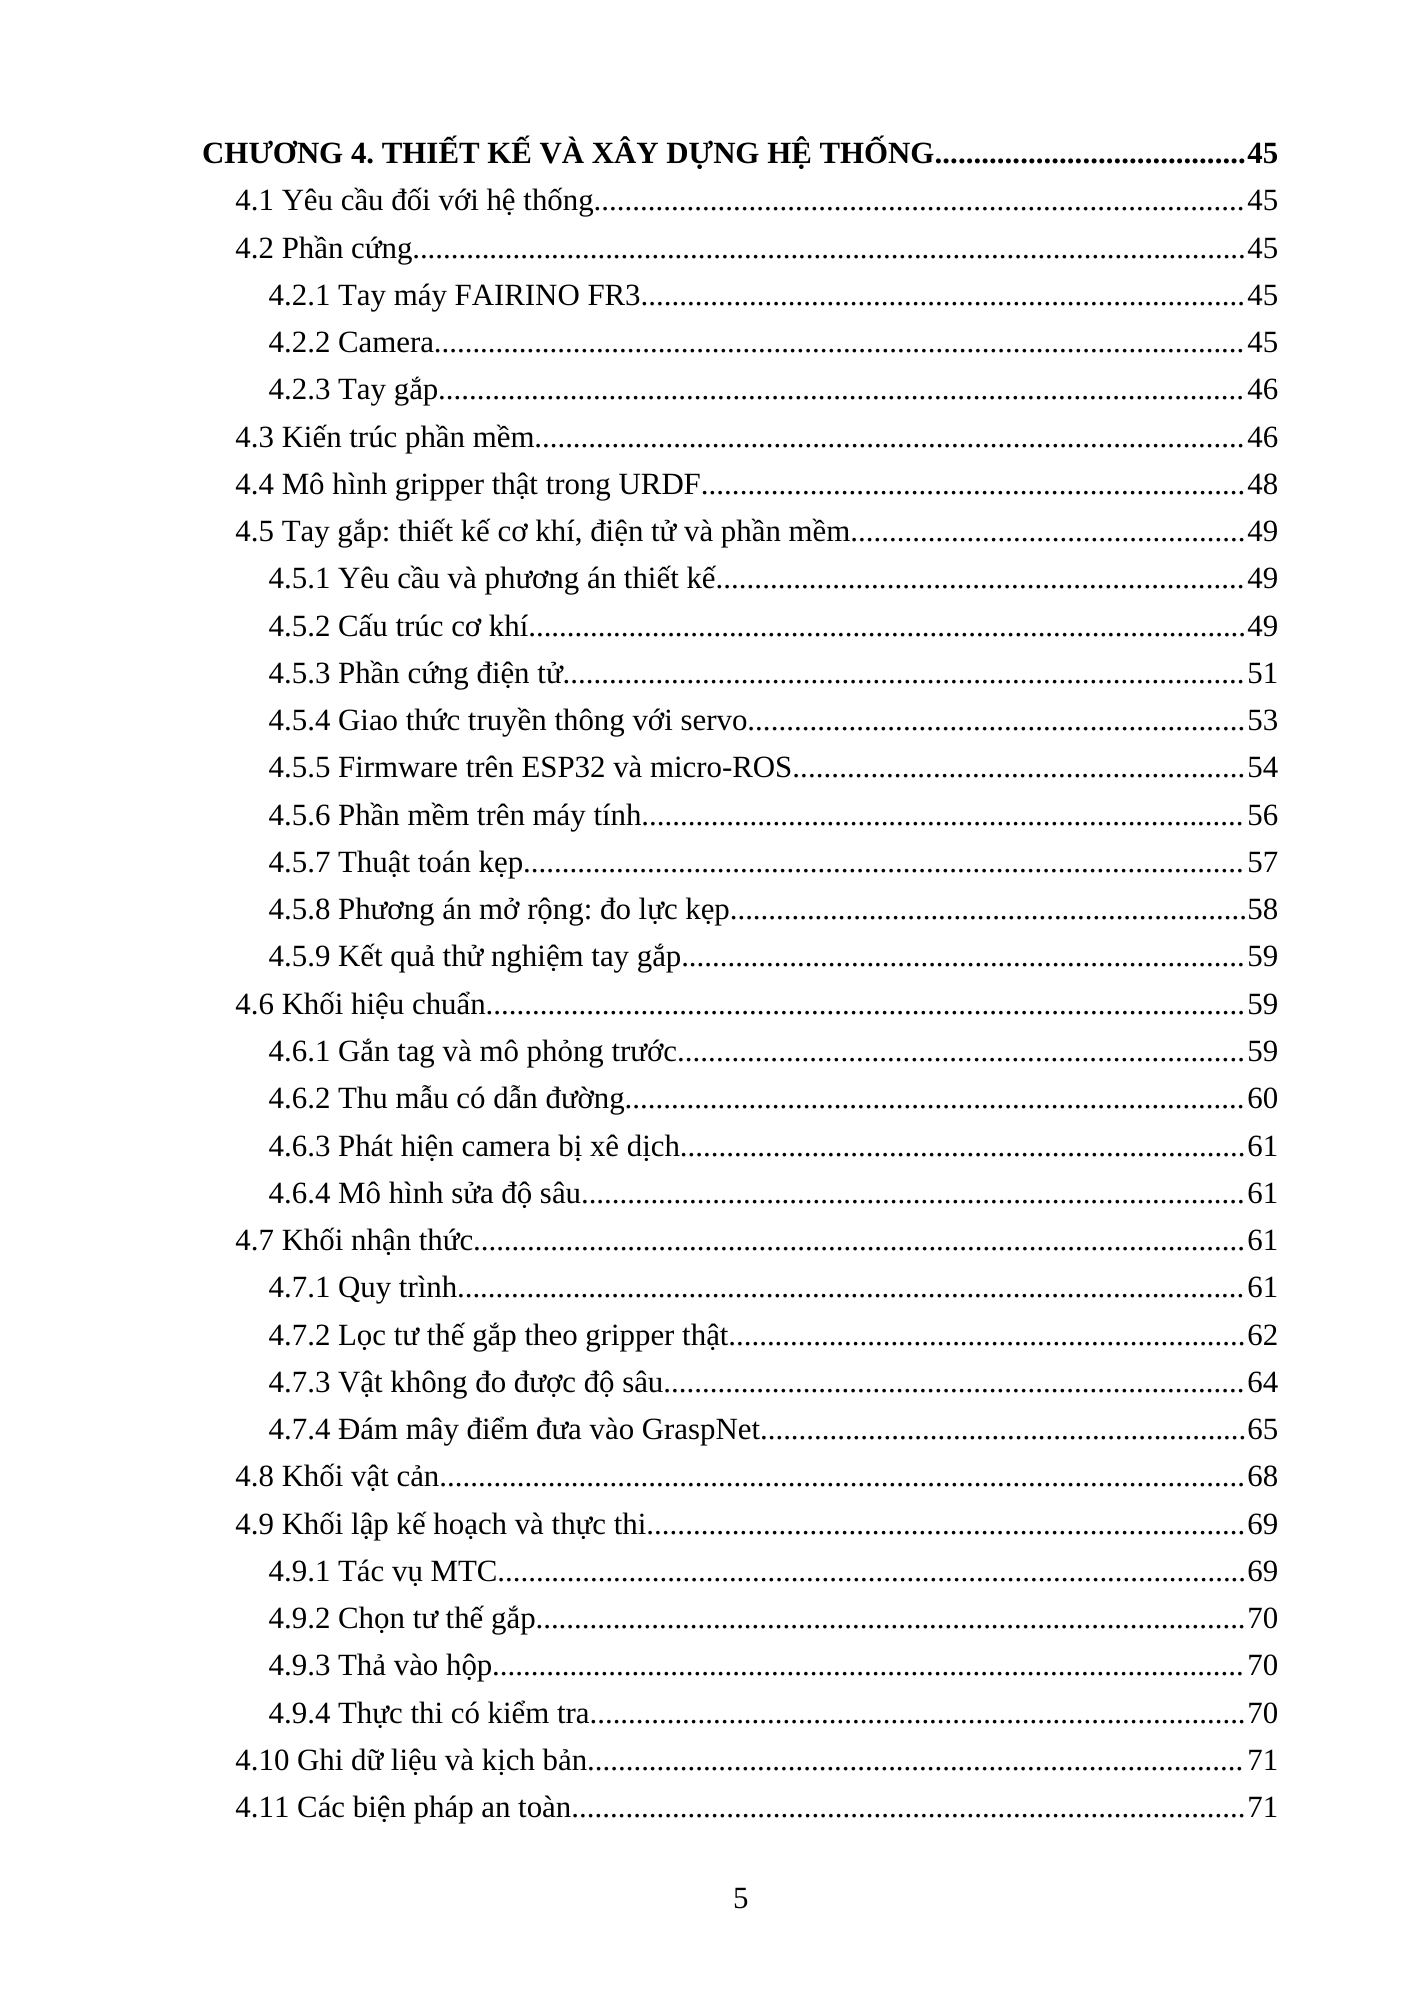 CHƯƠNG 4. THIẾT KẾ VÀ XÂY DỰNG HỆ THỐNG........................................45
4.1 Yêu cầu đối với hệ thống....................................................................................45
4.2 Phần cứng............................................................................................................45
4.2.1 Tay máy FAIRINO FR3..............................................................................45
4.2.2 Camera.........................................................................................................45
4.2.3 Tay gắp........................................................................................................46
4.3 Kiến trúc phần mềm............................................................................................46
4.4 Mô hình gripper thật trong URDF......................................................................48
4.5 Tay gắp: thiết kế cơ khí, điện tử và phần mềm...................................................49
4.5.1 Yêu cầu và phương án thiết kế....................................................................49
4.5.2 Cấu trúc cơ khí.............................................................................................49
4.5.3 Phần cứng điện tử........................................................................................51
4.5.4 Giao thức truyền thông với servo................................................................53
4.5.5 Firmware trên ESP32 và micro-ROS..........................................................54
4.5.6 Phần mềm trên máy tính..............................................................................56
4.5.7 Thuật toán kẹp.............................................................................................57
4.5.8 Phương án mở rộng: đo lực kẹp...................................................................58
4.5.9 Kết quả thử nghiệm tay gắp.........................................................................59
4.6 Khối hiệu chuẩn..................................................................................................59
4.6.1 Gắn tag và mô phỏng trước.........................................................................59
4.6.2 Thu mẫu có dẫn đường................................................................................60
4.6.3 Phát hiện camera bị xê dịch.........................................................................61
4.6.4 Mô hình sửa độ sâu......................................................................................61
4.7 Khối nhận thức....................................................................................................61
4.7.1 Quy trình......................................................................................................61
4.7.2 Lọc tư thế gắp theo gripper thật...................................................................62
4.7.3 Vật không đo được độ sâu...........................................................................64
4.7.4 Đám mây điểm đưa vào GraspNet...............................................................65
4.8 Khối vật cản........................................................................................................68
4.9 Khối lập kế hoạch và thực thi.............................................................................69
4.9.1 Tác vụ MTC.................................................................................................69
4.9.2 Chọn tư thế gắp............................................................................................70
4.9.3 Thả vào hộp.................................................................................................70
4.9.4 Thực thi có kiểm tra.....................................................................................70
4.10 Ghi dữ liệu và kịch bản.....................................................................................71
4.11 Các biện pháp an toàn.......................................................................................71
5